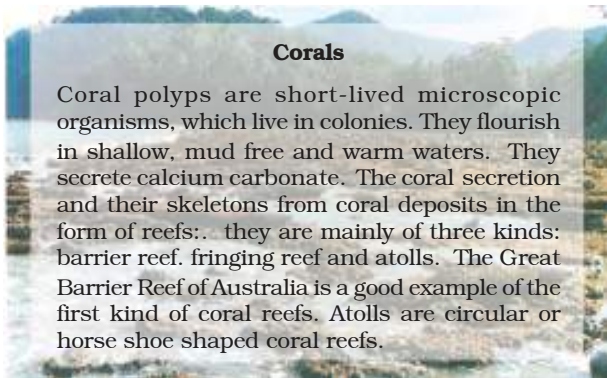 Corals
Coral polyps are short-lived microscopic
organisms, which live in colonies. They flourish
in shallow, mud free and warm waters. They
secrete calcium carbonate. The coral secretion
and their skeletons from coral deposits in the
form of reefs:. they are mainly of three kinds:
barrier reef. fringing reef and atolls. The Great
Barrier Reef of Australia is a good example of the
first kind of coral reefs. Atolls are circular or
horse shoe shaped coral reefs.